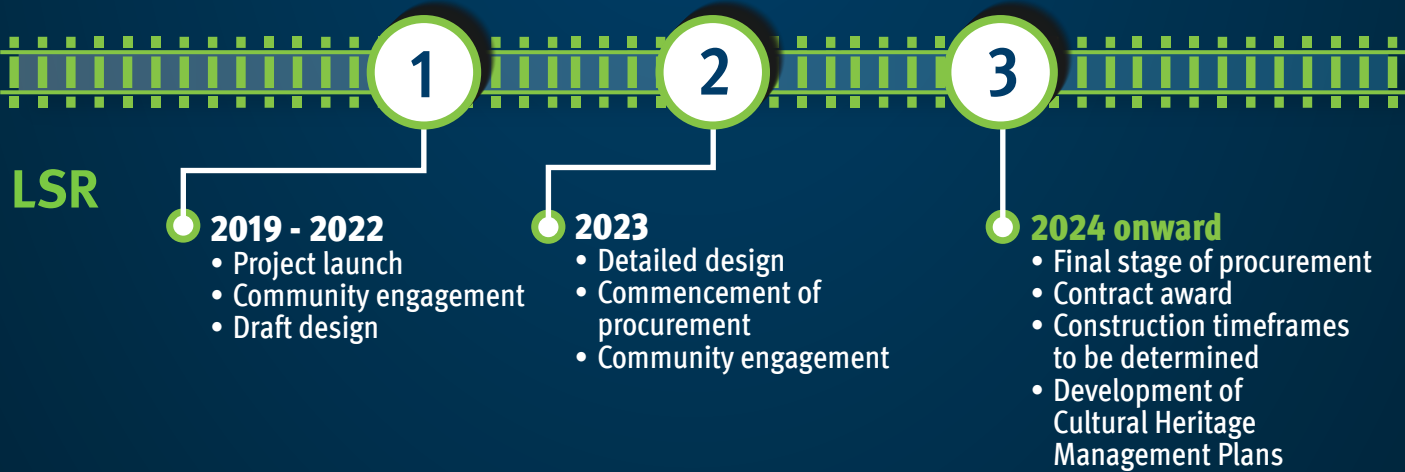 1
2
3
LSR
2019 - 2022
• Project launch
• Community engagement
• Draft design
2023
• Detailed design
• Commencement of
procurement
• Community engagement
2024 onward
• Final stage of procurement
• Contract award
• Construction timeframes
to be determined
• Development of
Cultural Heritage
Management Plans